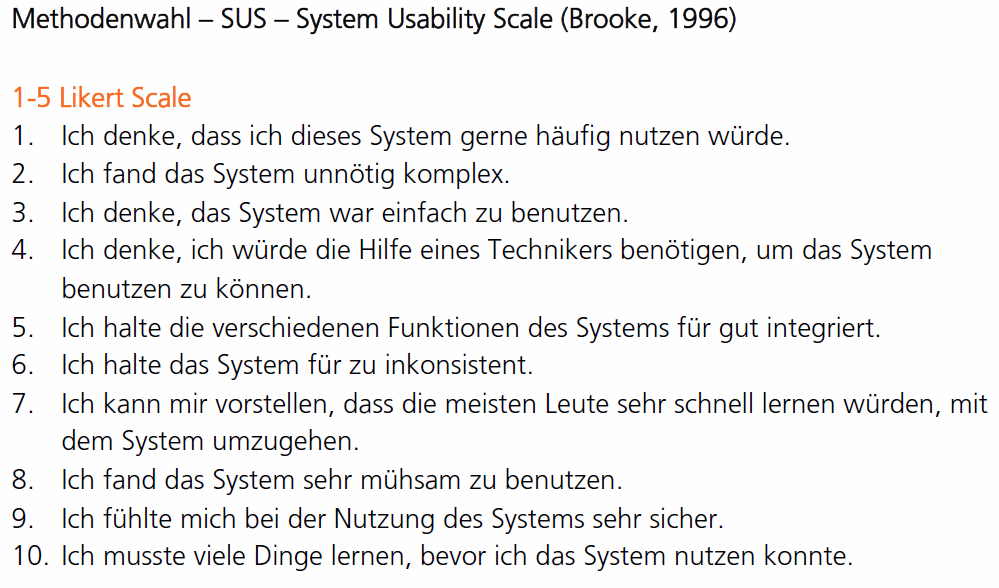 Methodenwahl – SUS – System Usability Scale (Brooke, 1996)
1-5 Likert Scale
1. Ich denke, dass ich dieses System gerne häufig nutzen würde.
2. Ich fand das System unnötig komplex.
3. Ich denke, das System war einfach zu benutzen.
4. Ich denke, ich würde die Hilfe eines Technikers benötigen, um das System
benutzen zu können.
5. Ich halte die verschiedenen Funktionen des Systems für gut integriert.
6. Ich halte das System für zu inkonsistent.
7. Ich kann mir vorstellen, dass die meisten Leute sehr schnell lernen würden, mit
dem System umzugehen.
8. Ich fand das System sehr mühsam zu benutzen.
9. Ich fühlte mich bei der Nutzung des Systems sehr sicher.
10. Ich musste viele Dinge lernen, bevor ich das System nutzen konnte.